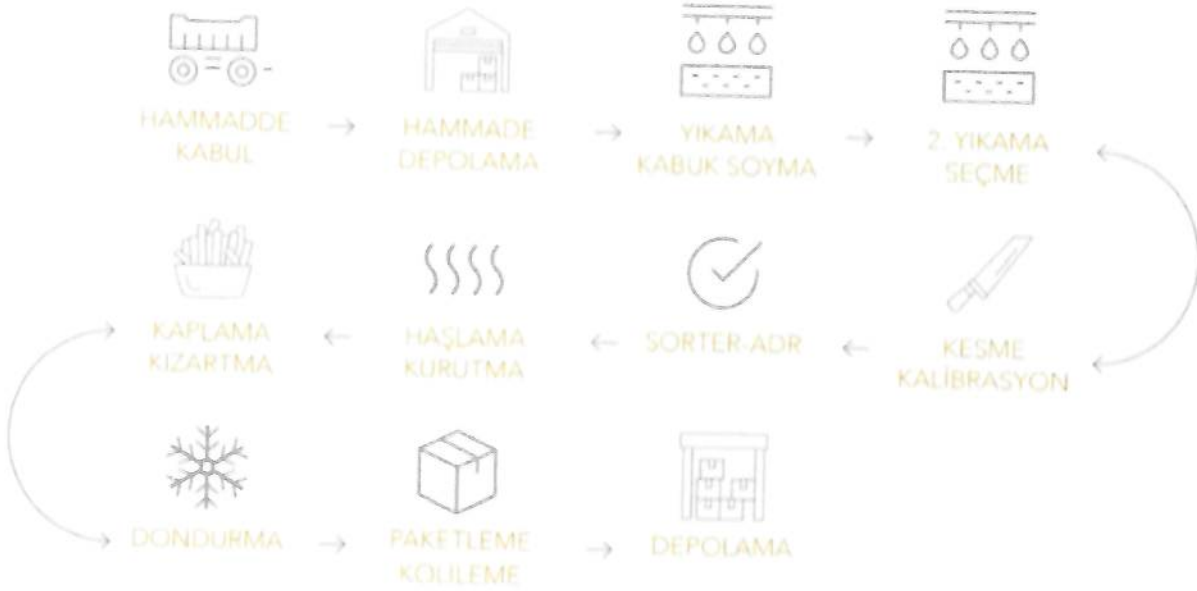 HAMMADDE
KABUL
HAMMADE
DEPOLAMA
YIKAMA
KABUK SOYMA
2. YIKAMA
SEÇME
KAPLAMA
KIZARTMA
HAŞLAMA
KURUTMA
SORTER-ADR
KESME
KALİBRASYON
DONDURMA
PAKETLEME
KOLİLEME
DEPOLAMA